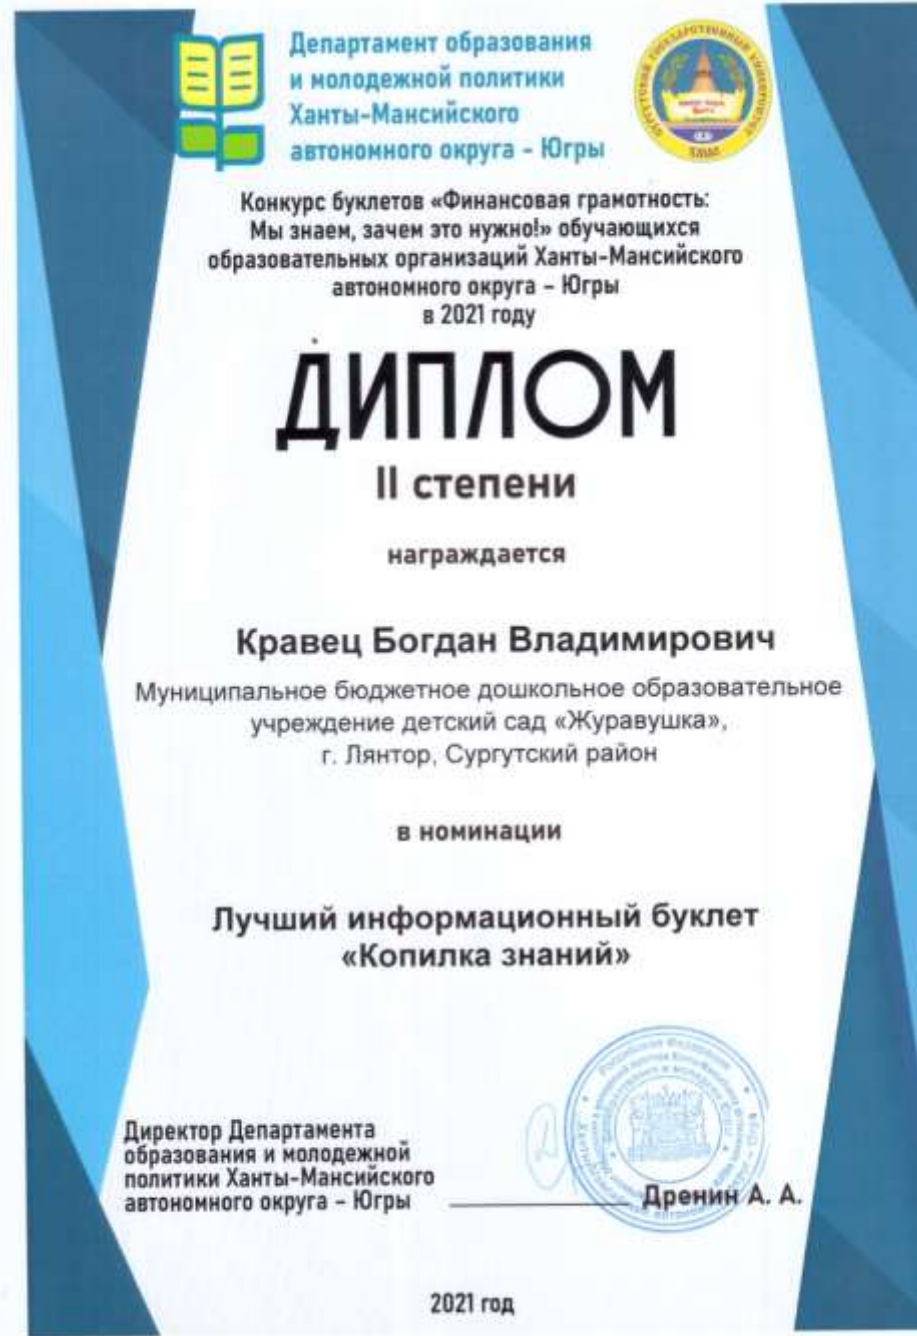 Департамент образования
и молодежной политики
Ханты-Мансийского
автономного округа - Югры
Конкурс буклетов «Финансовая грамотность:
Мы знаем, зачем это нужно!» обучающихся
образовательных организаций Ханты-Мансийского
автономного округа – Югры
в 2021 году
ДИПЛОМ
II степени
награждается
Кравец Богдан Владимирович
Муниципальное бюджетное дошкольное образовательное
учреждение детский сад «Журавушка»,
г. Лянтор, Сургутский район
в номинации
Лучший информационный буклет
«Копилка знаний»
Директор Департамента
образования и молодежной
политики Ханты-Мансийского
автономного округа – Югры
Дренин А. А.
2021 год